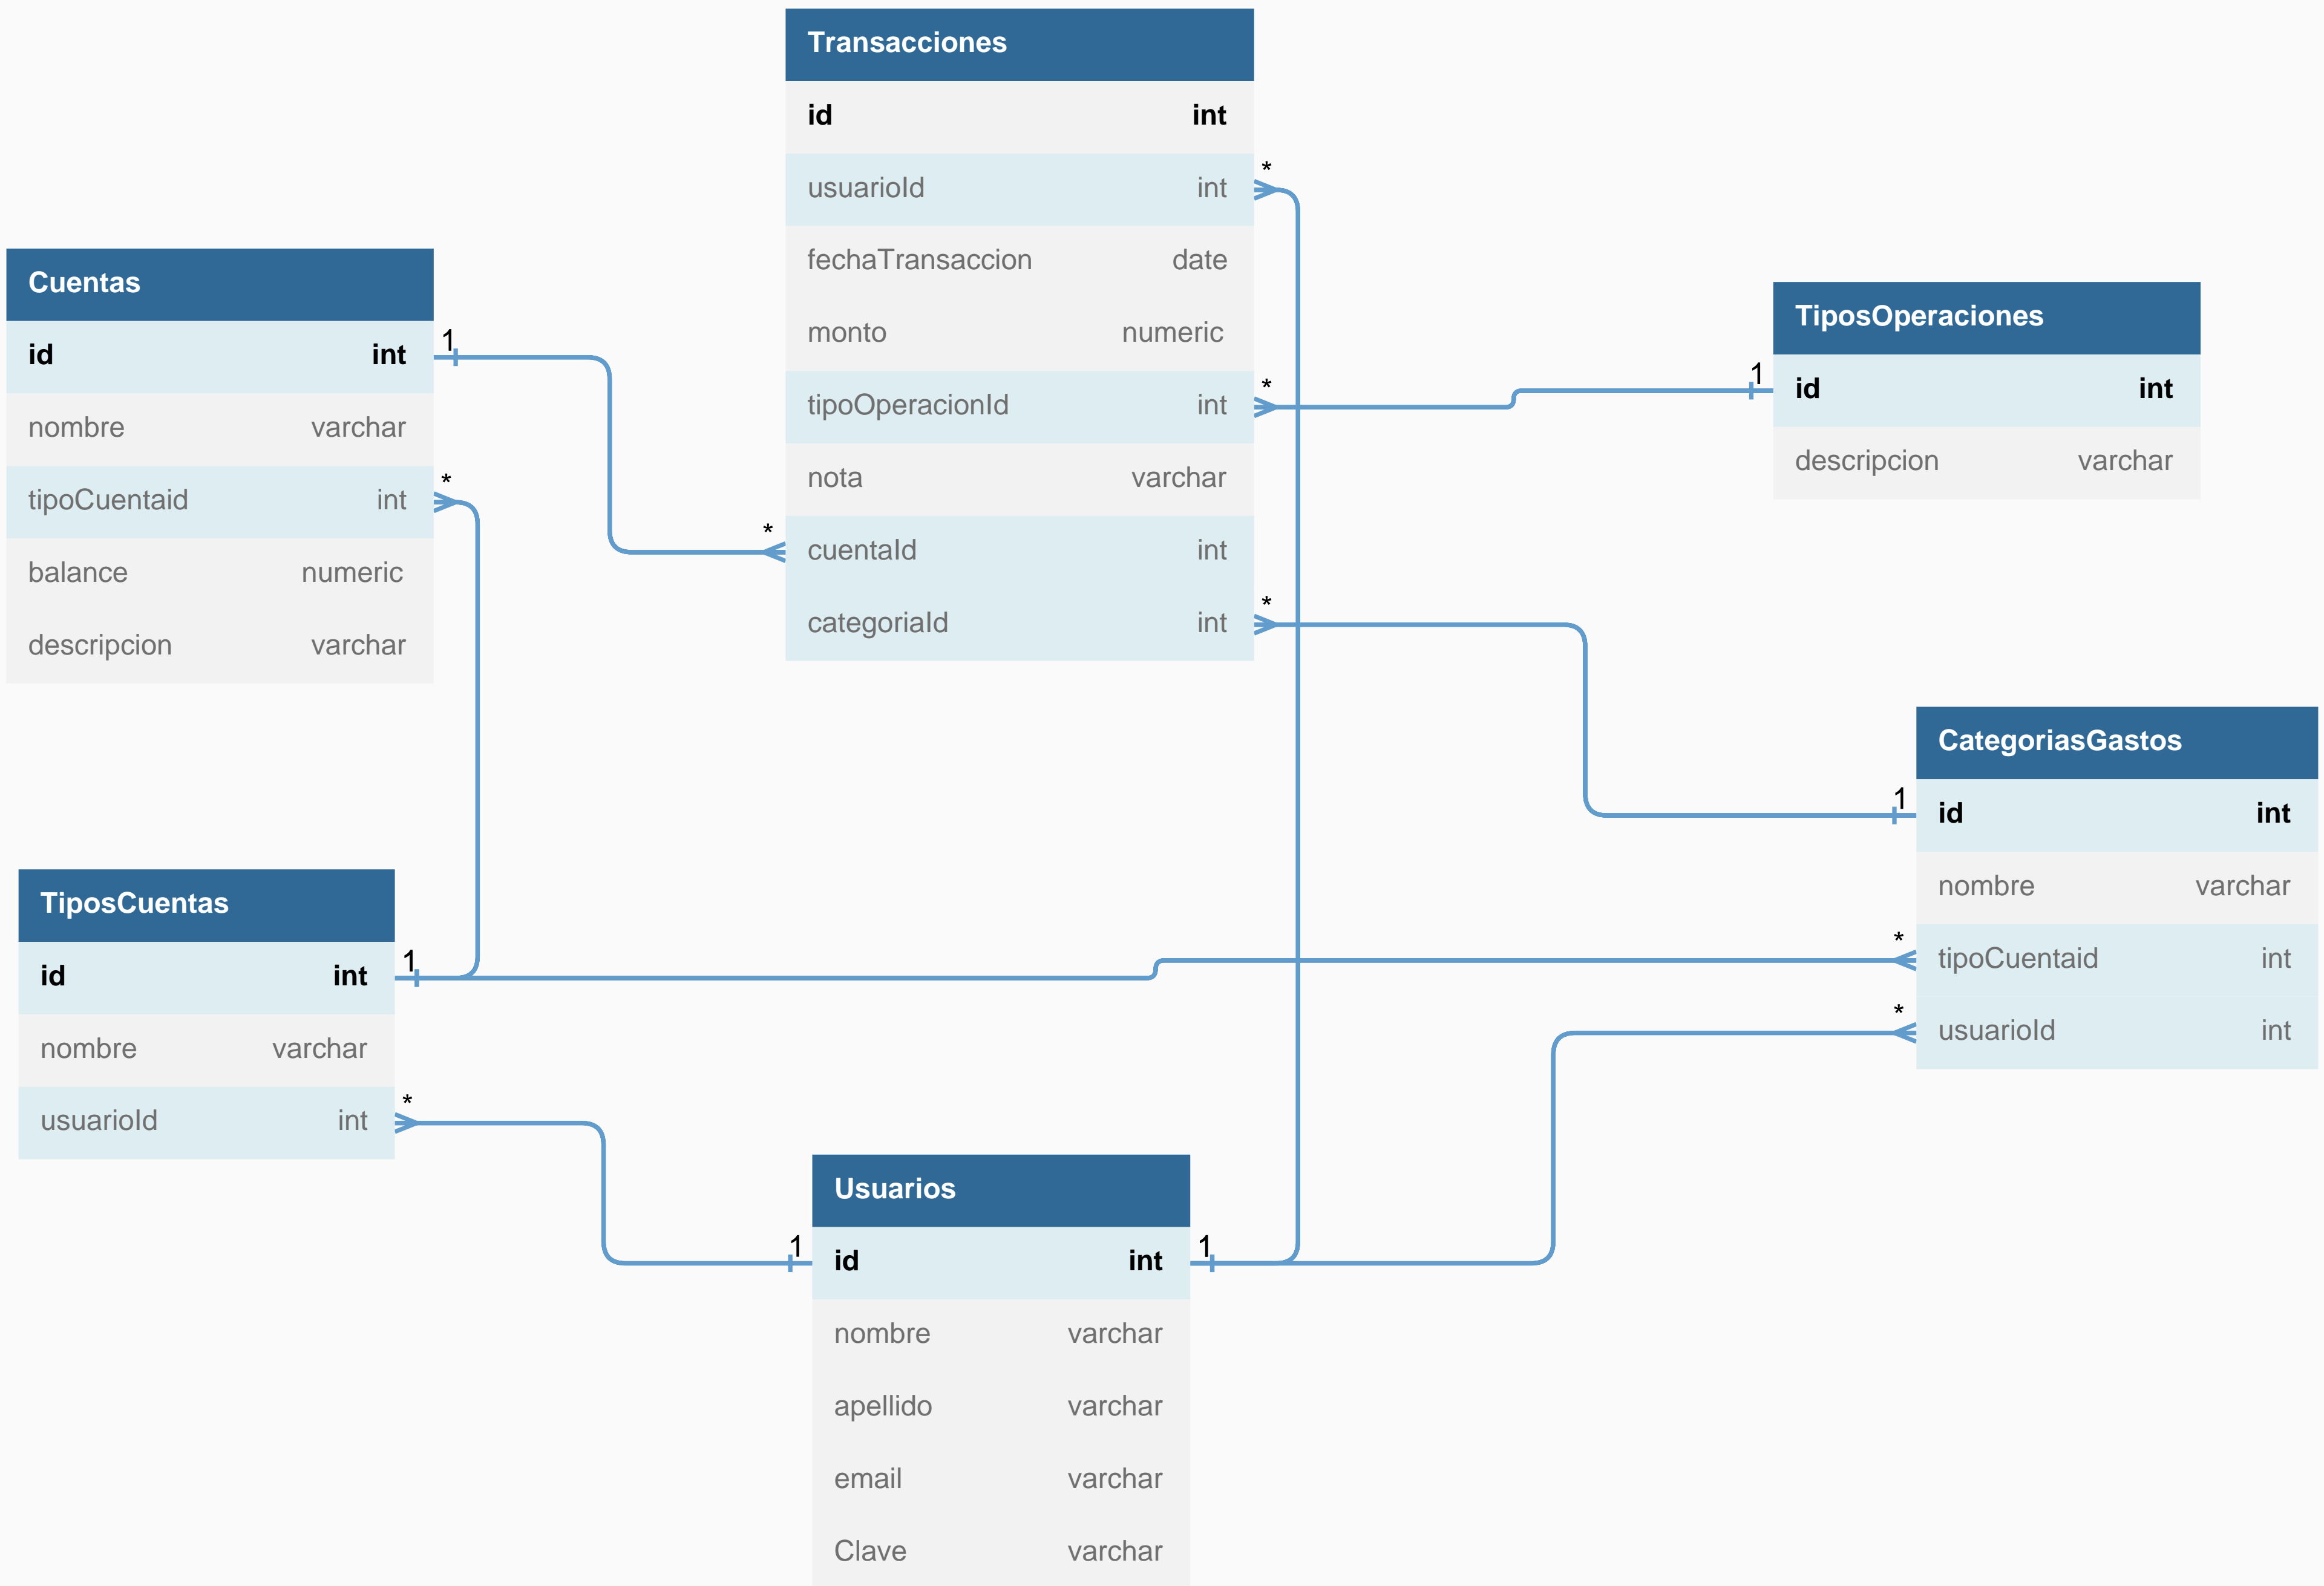 Transacciones
id int
usuarioId int
fechaTransaccion date
monto numeric
tipoOperacionId int
nota varchar
cuentaId int
categoriaId int
*
*
*
*
Cuentas
id int
nombre varchar
tipoCuentaid int
balance numeric
descripcion varchar
1
*
TiposOperaciones
id int
descripcion varchar
1
CategoriasGastos
id int
nombre varchar
tipoCuentaid int
usuarioId int
1
*
*
TiposCuentas
id int
nombre varchar
usuarioId int
1
*
Usuarios
id int
nombre varchar
apellido varchar
email varchar
Clave varchar
1
1